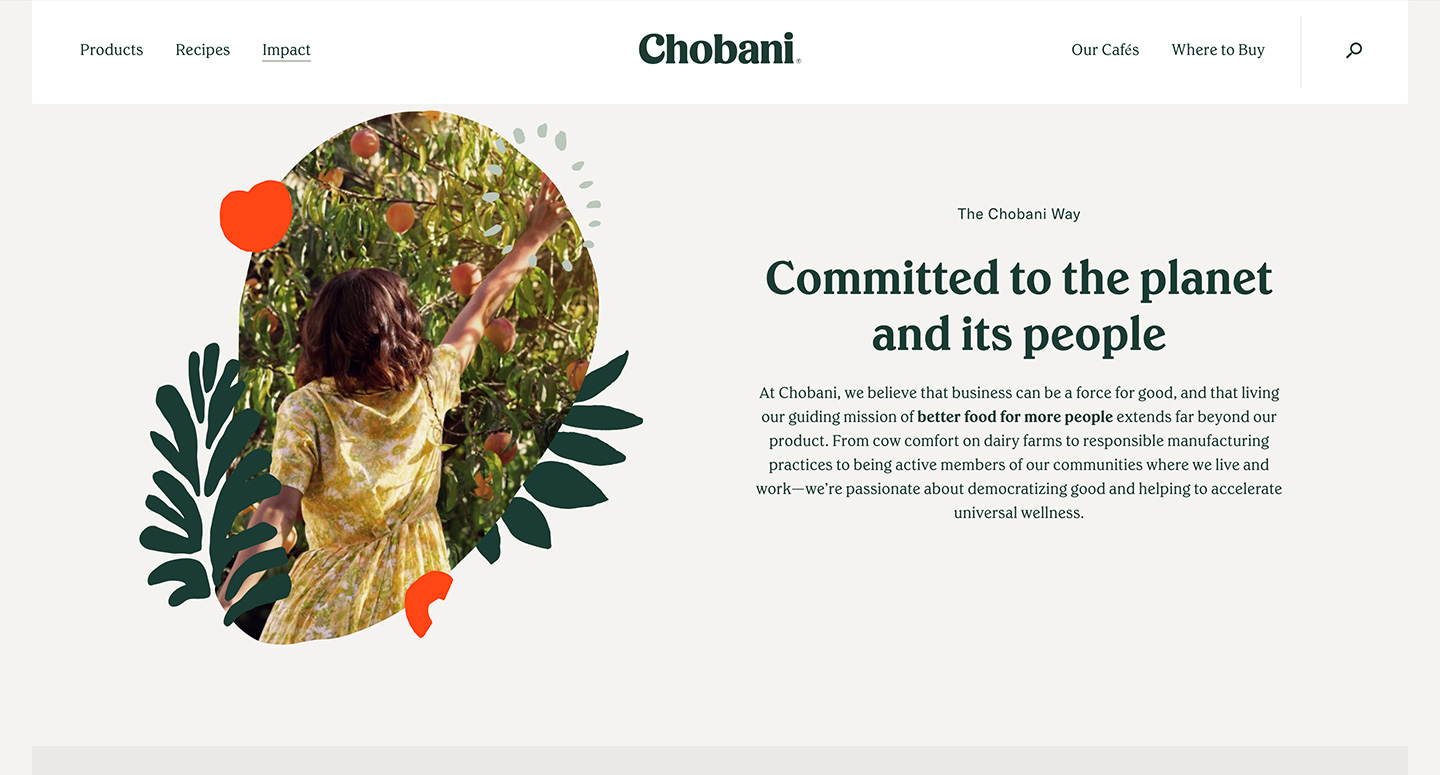 Products
Recipes
Impact
Chobani®
Our Cafés
Where to Buy
The Chobani Way
Committed to the planet
and its people
At Chobani, we believe that business can be a force for good, and that living
our guiding mission of better food for more people extends far beyond our
product. From cow comfort on dairy farms to responsible manufacturing
practices to being active members of our communities where we live and
work—we’re passionate about democratizing good and helping to accelerate
universal wellness.